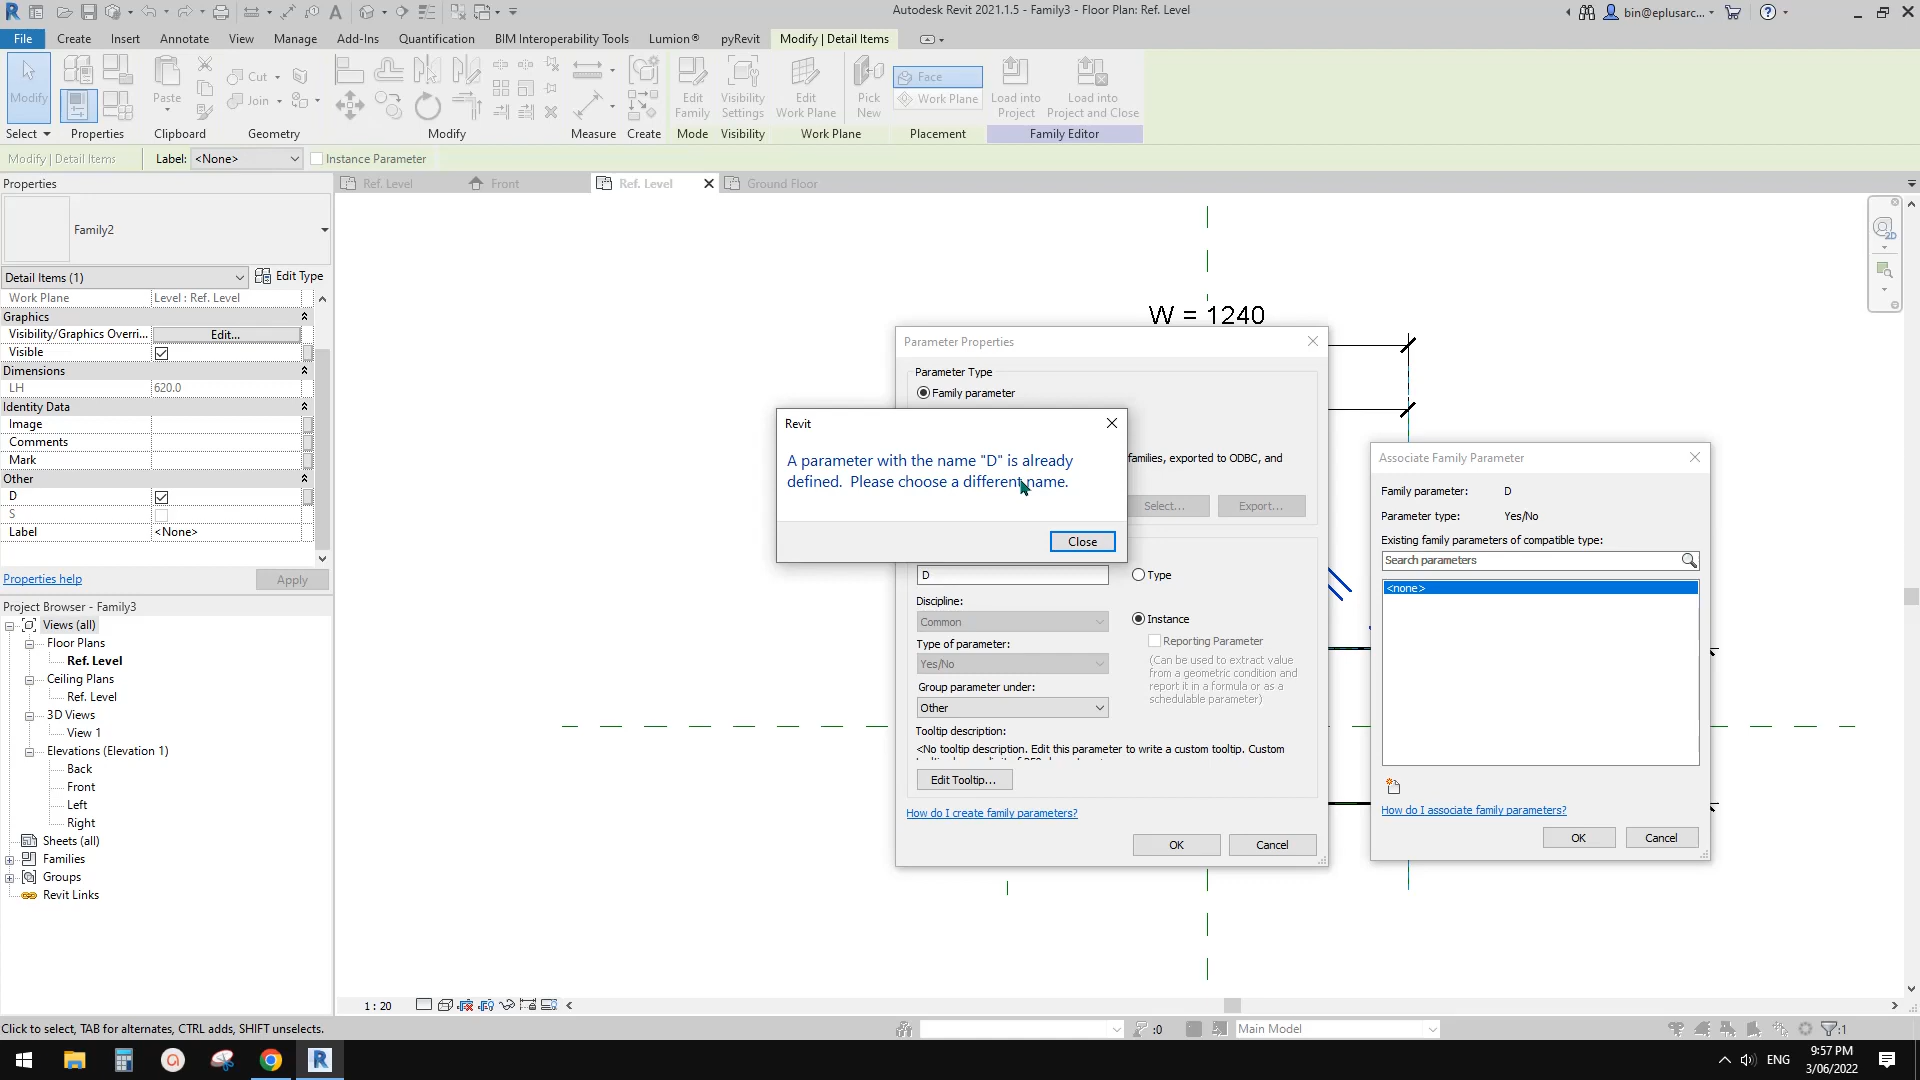 Autodesk Revit 2021.1.5 - Family3 - Floor Plan: Ref. Level
bin@eplusarc...
File Create Insert Annotate View Manage Add-Ins Quantification BIM Interoperability Tools Lumion® pyRevit Modify | Detail Items
Modify
Paste
Cut
Join
Edit Family
Visibility Settings
Edit Work Plane
Pick New
Face
Work Plane
Load into Project
Load into Project and Close
Select Properties Clipboard Geometry Modify Measure Create Mode Visibility Work Plane Placement Family Editor
Modify | Detail Items Label: <None> Instance Parameter
Properties
Ref. Level Front Ref. Level Ground Floor
Family2
Detail Items (1) Edit Type
Work Plane Level : Ref. Level
Graphics
Visibility/Graphics Overri... Edit...
Visible
Dimensions
LH 620.0
Identity Data
Image
Comments
Mark
Other
D
S
Label <None>
Properties help Apply
Project Browser - Family3
Views (all)
Floor Plans
Ref. Level
Ceiling Plans
Ref. Level
3D Views
View 1
Elevations (Elevation 1)
Back
Front
Left
Right
Sheets (all)
Families
Groups
Revit Links
2D
W = 1240
Parameter Properties
Parameter Type
Family parameter
families, exported to ODBC, and
Select... Export...
Revit
A parameter with the name "D" is already
defined. Please choose a different name.
Close
D
Type
Discipline:
Common
Instance
Type of parameter:
Reporting Parameter
Yes/No
(Can be used to extract value
from a geometric condition and
report it in a formula or as a
schedulable parameter)
Group parameter under:
Other
Tooltip description:
<No tooltip description. Edit this parameter to write a custom tooltip. Custom
Edit Tooltip...
How do I create family parameters?
OK Cancel
Associate Family Parameter
Family parameter: D
Parameter type: Yes/No
Existing family parameters of compatible type:
Search parameters
<none>
How do I associate family parameters?
OK Cancel
1 : 20
Click to select, TAB for alternates, CTRL adds, SHIFT unselects.
:0
Main Model
:1
ENG
9:57 PM
3/06/2022